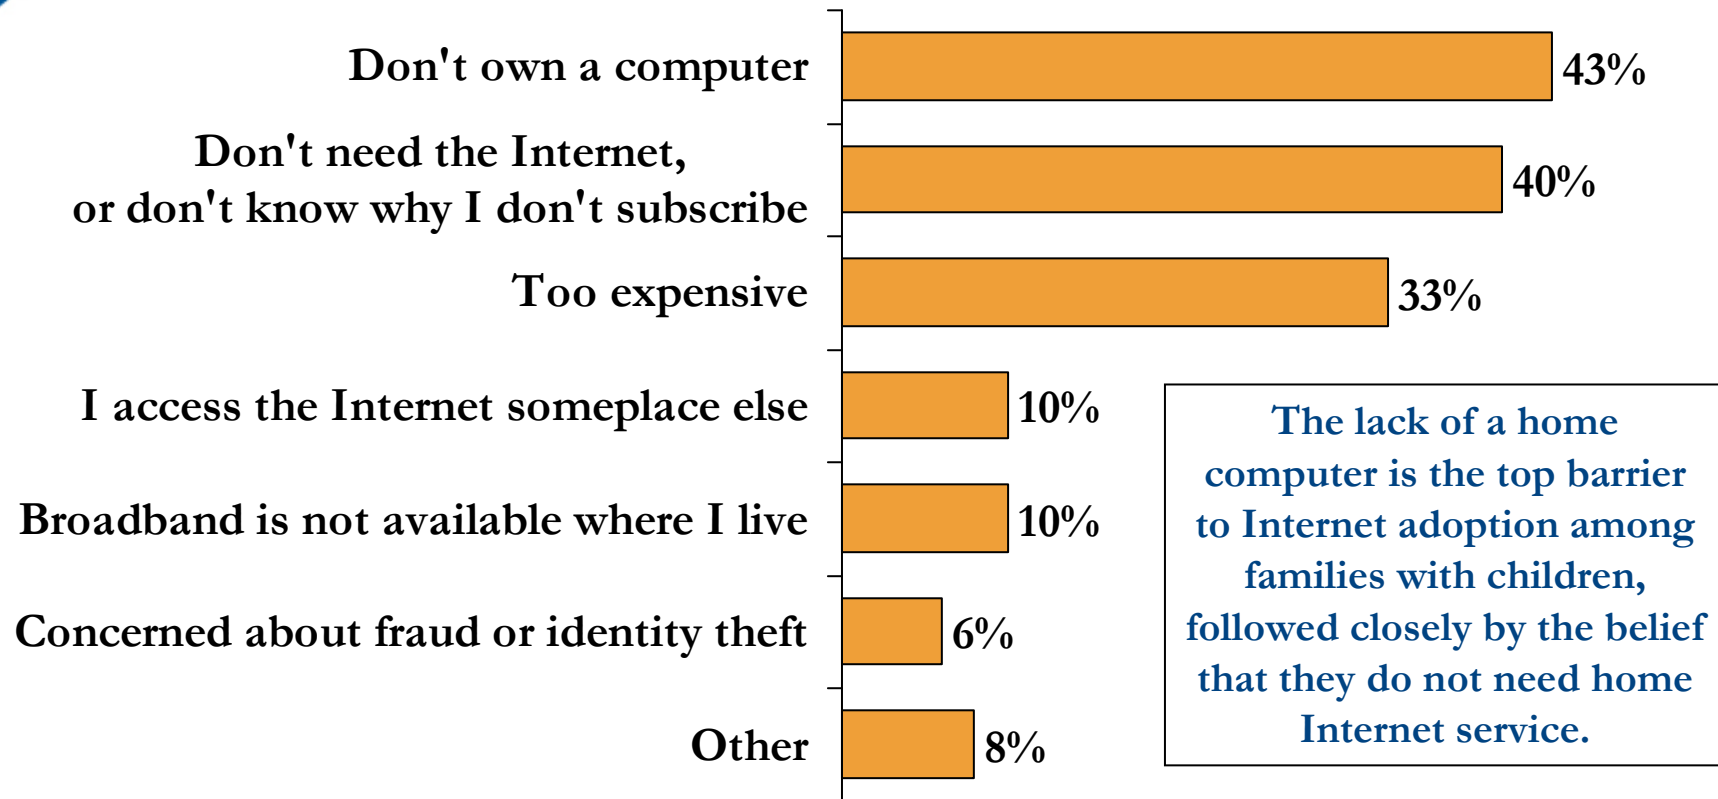 Don't own a computer
43%
Don't need the Internet,
or don't know why I don't subscribe
40%
Too expensive
33%
I access the Internet someplace else
10%
Broadband is not available where I live
10%
Concerned about fraud or identity theft
6%
Other
8%
The lack of a home
computer is the top barrier
to Internet adoption among
families with children,
followed closely by the belief
that they do not need home
Internet service.